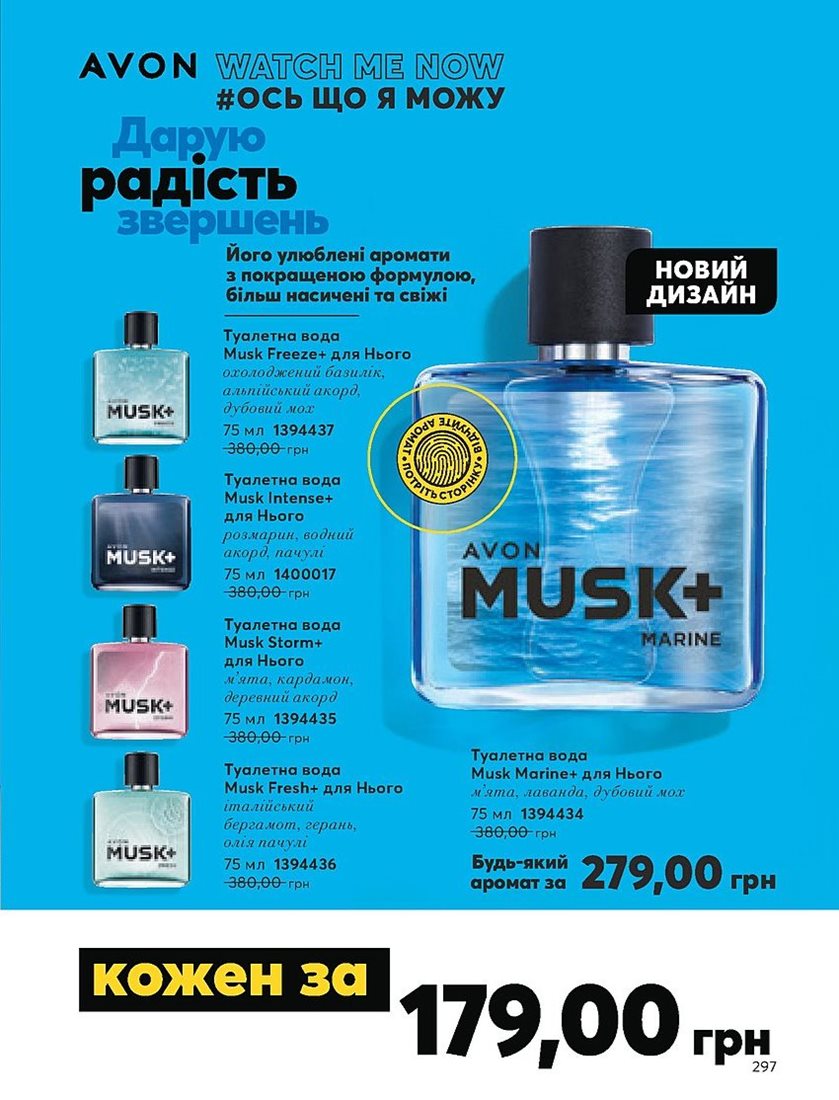 AVON WATCH ME NOW
#ОСЬ ЩО Я МОЖУ
Дарую
радість
звершень
Його улюблені аромати
з покращеною формулою,
більш насичені та свіжі
НОВИЙ
ДИЗАЙН
Туалетна вода
Musk Freeze+ для Нього
охолоджений базилік,
альпійський акорд,
дубовий мох
75 мл 1394437
380,00 грн
AVON
MUSK+
Туалетна вода
Musk Intense+
для Нього
розмарин, водний
акорд, пачулі
75 мл 1400017
380,00 грн
AVON
MUSK+
INTENSE
Туалетна вода
Musk Storm+
для Нього
м'ята, кардамон,
деревний акорд
75 мл 1394435
380,00 грн
AVON
MUSK+
Туалетна вода
Musk Fresh+ для Нього
італійський
бергамот, герань,
олія пачулі
75 мл 1394436
380,00 грн
AVON
MUSK+
FRESH
ВІДЧУЙТЕ АРОМАТ • ПОТРІТЬ СТОРІНКУ •
AVON
MUSK+
MARINE
Туалетна вода
Musk Marine+ для Нього
м'ята, лаванда, дубовий мох
75 мл 1394434
380,00 грн
Будь-який
аромат за 279,00 грн
кожен за
179,00 грн
297